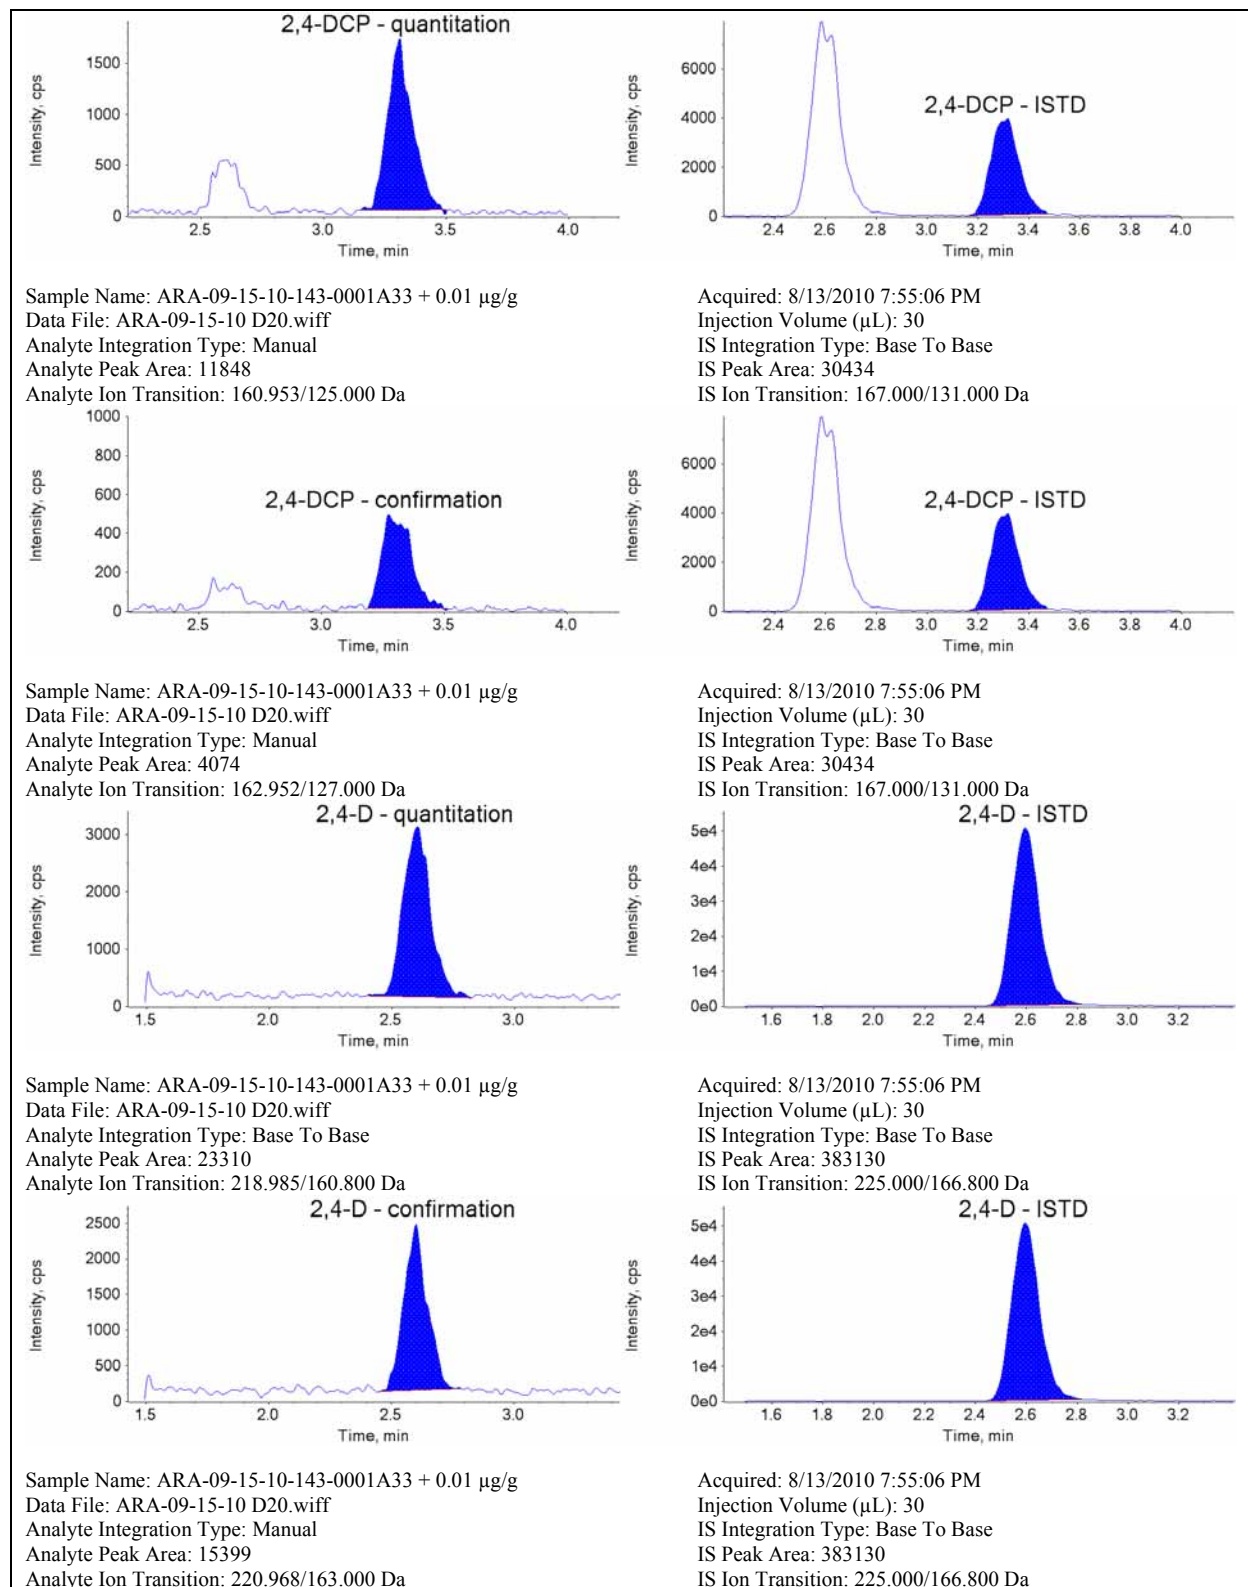 2,4-DCP - quantitation
Intensity, cps
1500
1000
500
0
2.5 3.0 3.5 4.0
Time, min
2,4-DCP - ISTD
Intensity, cps
6000
4000
2000
0
2.4 2.6 2.8 3.0 3.2 3.4 3.6 3.8 4.0
Time, min
Sample Name: ARA-09-15-10-143-0001A33 + 0.01 µg/g
Data File: ARA-09-15-10 D20.wiff
Analyte Integration Type: Manual
Analyte Peak Area: 11848
Analyte Ion Transition: 160.953/125.000 Da
Acquired: 8/13/2010 7:55:06 PM
Injection Volume (µL): 30
IS Integration Type: Base To Base
IS Peak Area: 30434
IS Ion Transition: 167.000/131.000 Da
2,4-DCP - confirmation
Intensity, cps
1000
800
600
400
200
0
2.5 3.0 3.5 4.0
Time, min
2,4-DCP - ISTD
Intensity, cps
6000
4000
2000
0
2.4 2.6 2.8 3.0 3.2 3.4 3.6 3.8 4.0
Time, min
Sample Name: ARA-09-15-10-143-0001A33 + 0.01 µg/g
Data File: ARA-09-15-10 D20.wiff
Analyte Integration Type: Manual
Analyte Peak Area: 4074
Analyte Ion Transition: 162.952/127.000 Da
Acquired: 8/13/2010 7:55:06 PM
Injection Volume (µL): 30
IS Integration Type: Base To Base
IS Peak Area: 30434
IS Ion Transition: 167.000/131.000 Da
2,4-D - quantitation
Intensity, cps
3000
2000
1000
0
1.5 2.0 2.5 3.0
Time, min
2,4-D - ISTD
Intensity, cps
5e4
4e4
3e4
2e4
1e4
0e0
1.6 1.8 2.0 2.2 2.4 2.6 2.8 3.0 3.2
Time, min
Sample Name: ARA-09-15-10-143-0001A33 + 0.01 µg/g
Data File: ARA-09-15-10 D20.wiff
Analyte Integration Type: Base To Base
Analyte Peak Area: 23310
Analyte Ion Transition: 218.985/160.800 Da
Acquired: 8/13/2010 7:55:06 PM
Injection Volume (µL): 30
IS Integration Type: Base To Base
IS Peak Area: 383130
IS Ion Transition: 225.000/166.800 Da
2,4-D - confirmation
Intensity, cps
2500
2000
1500
1000
500
0
1.5 2.0 2.5 3.0
Time, min
2,4-D - ISTD
Intensity, cps
5e4
4e4
3e4
2e4
1e4
0e0
1.6 1.8 2.0 2.2 2.4 2.6 2.8 3.0 3.2
Time, min
Sample Name: ARA-09-15-10-143-0001A33 + 0.01 µg/g
Data File: ARA-09-15-10 D20.wiff
Analyte Integration Type: Manual
Analyte Peak Area: 15399
Analyte Ion Transition: 220.968/163.000 Da
Acquired: 8/13/2010 7:55:06 PM
Injection Volume (µL): 30
IS Integration Type: Base To Base
IS Peak Area: 383130
IS Ion Transition: 225.000/166.800 Da